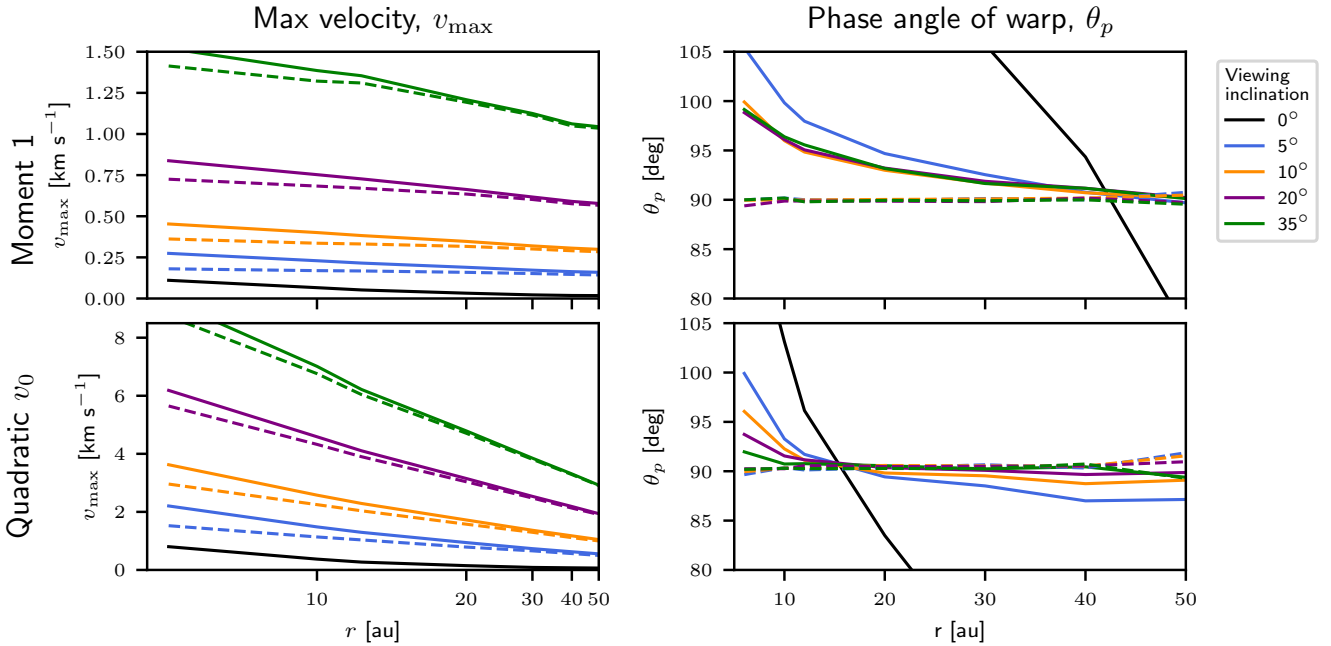 Max velocity, v_max
Phase angle of warp, θ_p
Moment 1
v_max [km s⁻¹]
1.50
1.25
1.00
0.75
0.50
0.25
0.00
θ_p [deg]
105
100
95
90
85
80
Viewing
inclination
0°
5°
10°
20°
35°
Quadratic v₀
v_max [km s⁻¹]
8
6
4
2
0
10 20 30 40 50
r [au]
θ_p [deg]
105
100
95
90
85
80
10 20 30 40 50
r [au]